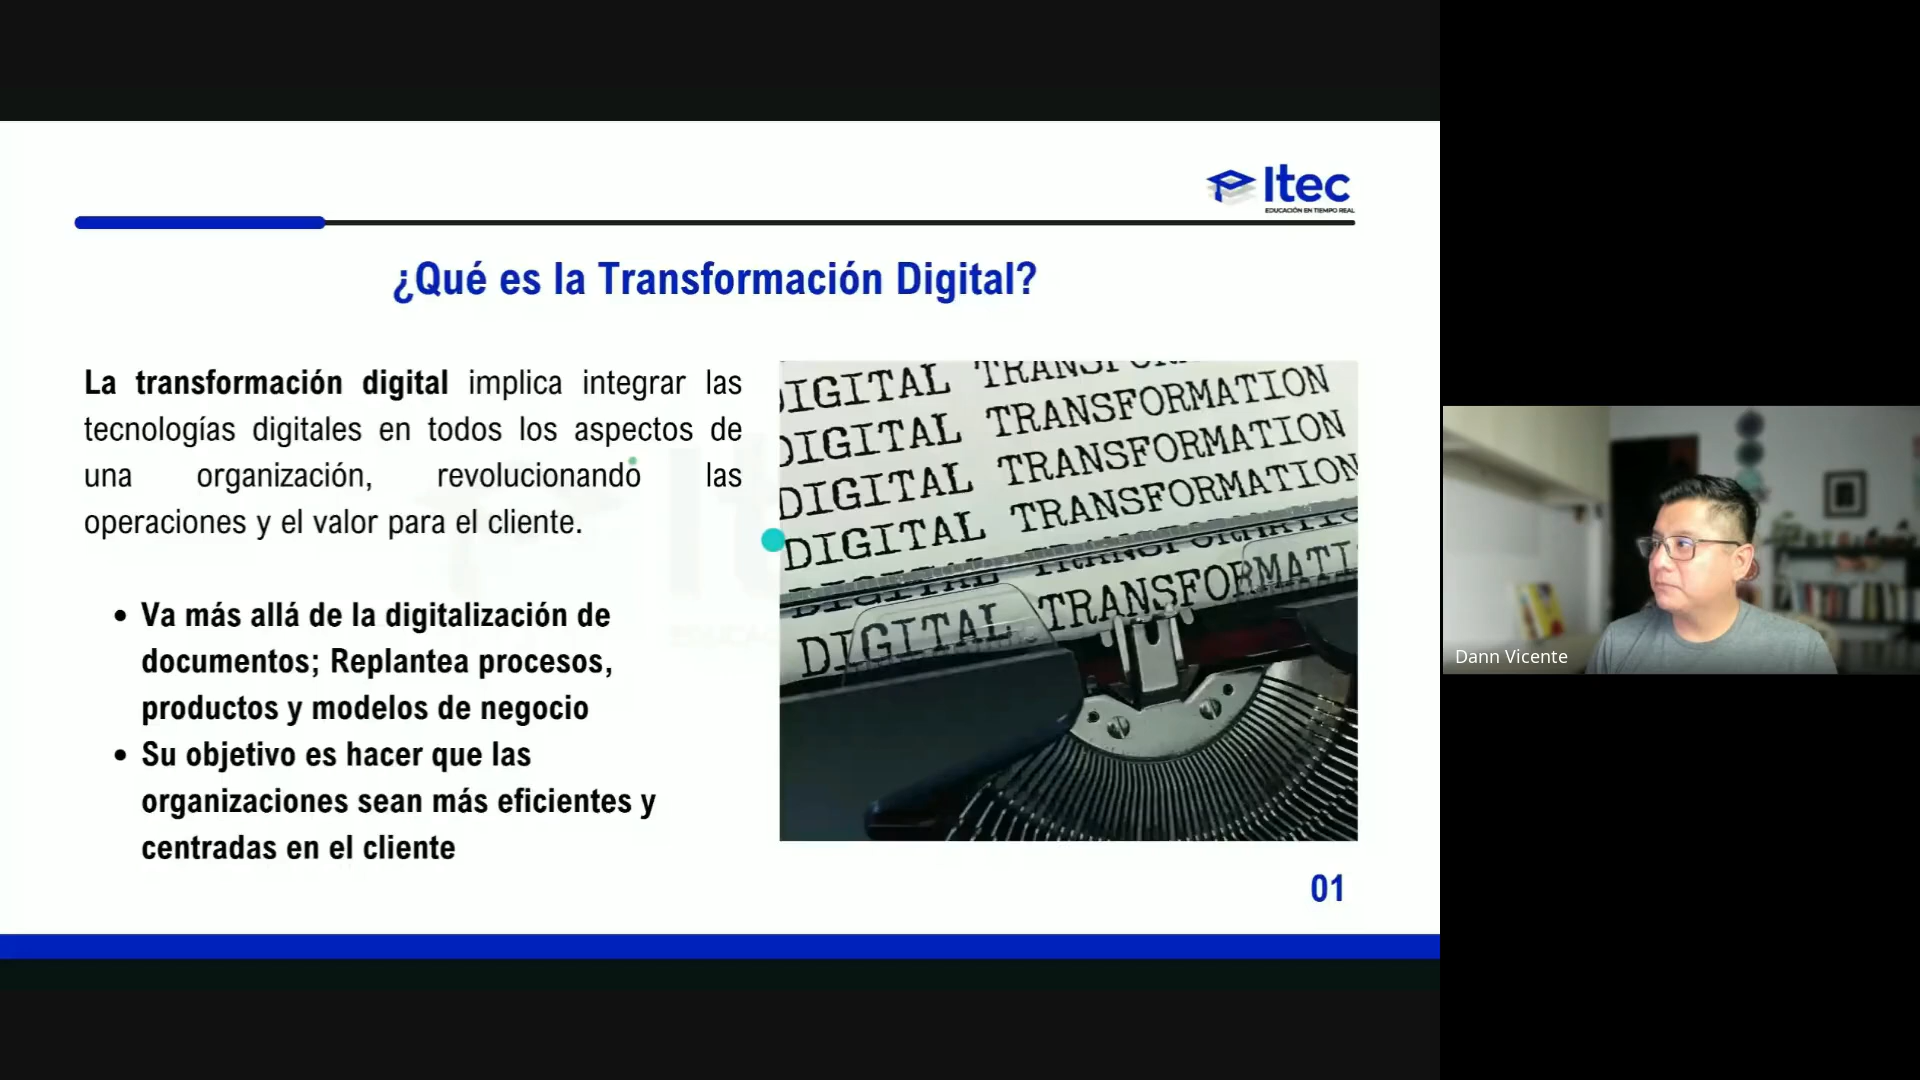 Itec
EDUCACIÓN EN TIEMPO REAL
¿Qué es la Transformación Digital?
La transformación digital implica integrar las
tecnologías digitales en todos los aspectos de
una organización, revolucionando las
operaciones y el valor para el cliente.
• Va más allá de la digitalización de
documentos; Replantea procesos,
productos y modelos de negocio
• Su objetivo es hacer que las
organizaciones sean más eficientes y
centradas en el cliente
DIGITAL TRANSFORMATION
DIGITAL TRANSFORMATION
DIGITAL TRANSFORMATION
DIGITAL TRANSFORMATION
DIGITAL TRANSFORMATI
01
Dann Vicente